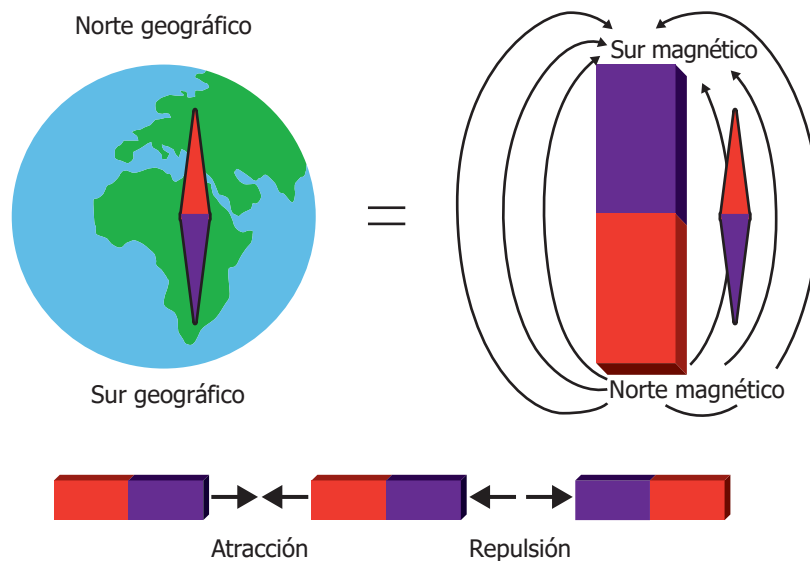 Norte geográfico
Sur magnético
=
Sur geográfico
Norte magnético
Atracción
Repulsión